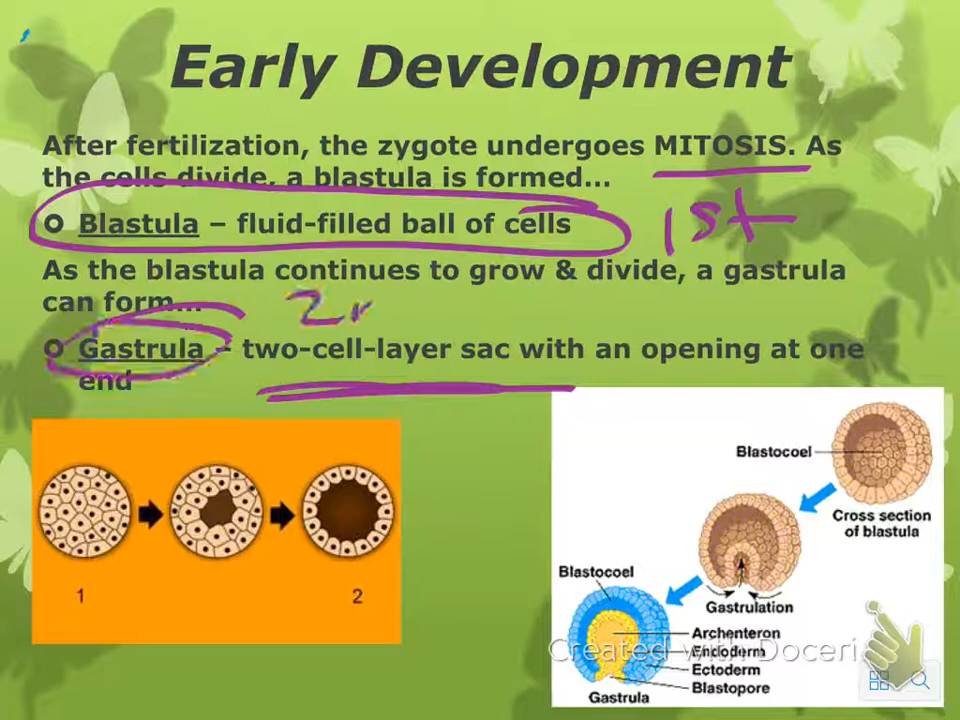 Early Development
After fertilization, the zygote undergoes MITOSIS. As
the cells divide, a blastula is formed...
Blastula – fluid-filled ball of cells
1st
As the blastula continues to grow & divide, a gastrula
can form...
2n
Gastrula – two-cell-layer sac with an opening at one
end
1
2
Blastocoel
Cross section
of blastula
Blastocoel
Gastrulation
Archenteron
Endoderm
Ectoderm
Blastopore
Gastrula
Created with Doceri